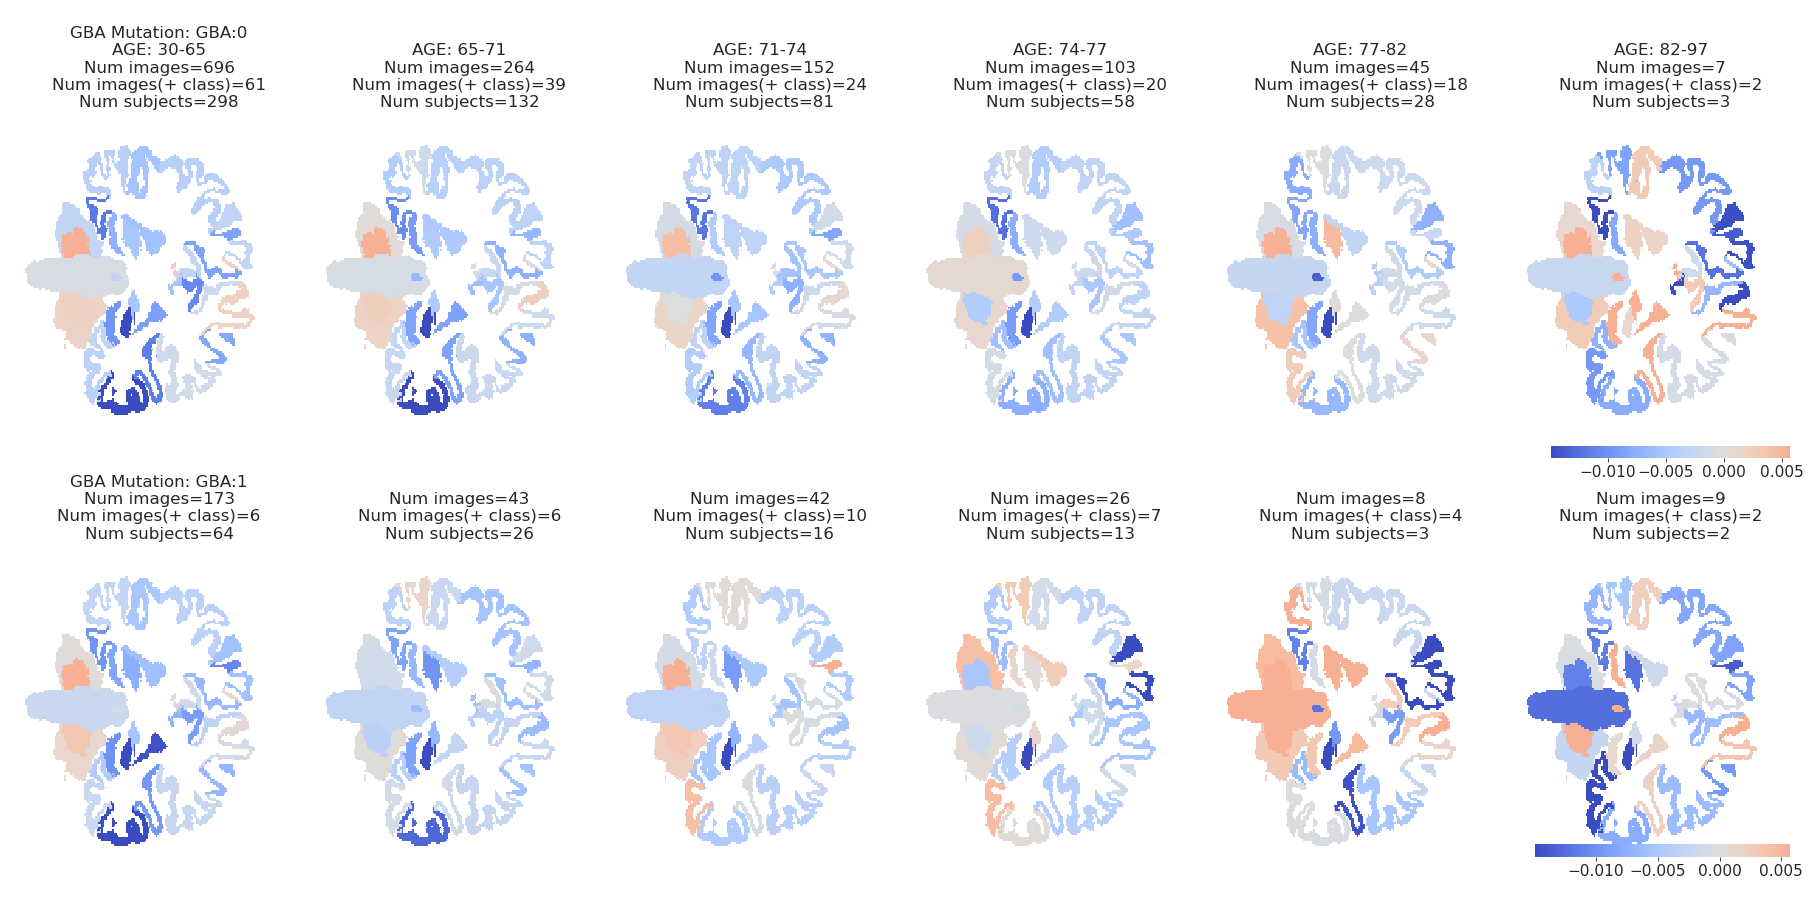 GBA Mutation: GBA:0
AGE: 30-65
Num images=696
Num images(+ class)=61
Num subjects=298
AGE: 65-71
Num images=264
Num images(+ class)=39
Num subjects=132
AGE: 71-74
Num images=152
Num images(+ class)=24
Num subjects=81
AGE: 74-77
Num images=103
Num images(+ class)=20
Num subjects=58
AGE: 77-82
Num images=45
Num images(+ class)=18
Num subjects=28
AGE: 82-97
Num images=7
Num images(+ class)=2
Num subjects=3
−0.010 −0.005 0.000 0.005
GBA Mutation: GBA:1
Num images=173
Num images(+ class)=6
Num subjects=64
Num images=43
Num images(+ class)=6
Num subjects=26
Num images=42
Num images(+ class)=10
Num subjects=16
Num images=26
Num images(+ class)=7
Num subjects=13
Num images=8
Num images(+ class)=4
Num subjects=3
Num images=9
Num images(+ class)=2
Num subjects=2
−0.010 −0.005 0.000 0.005